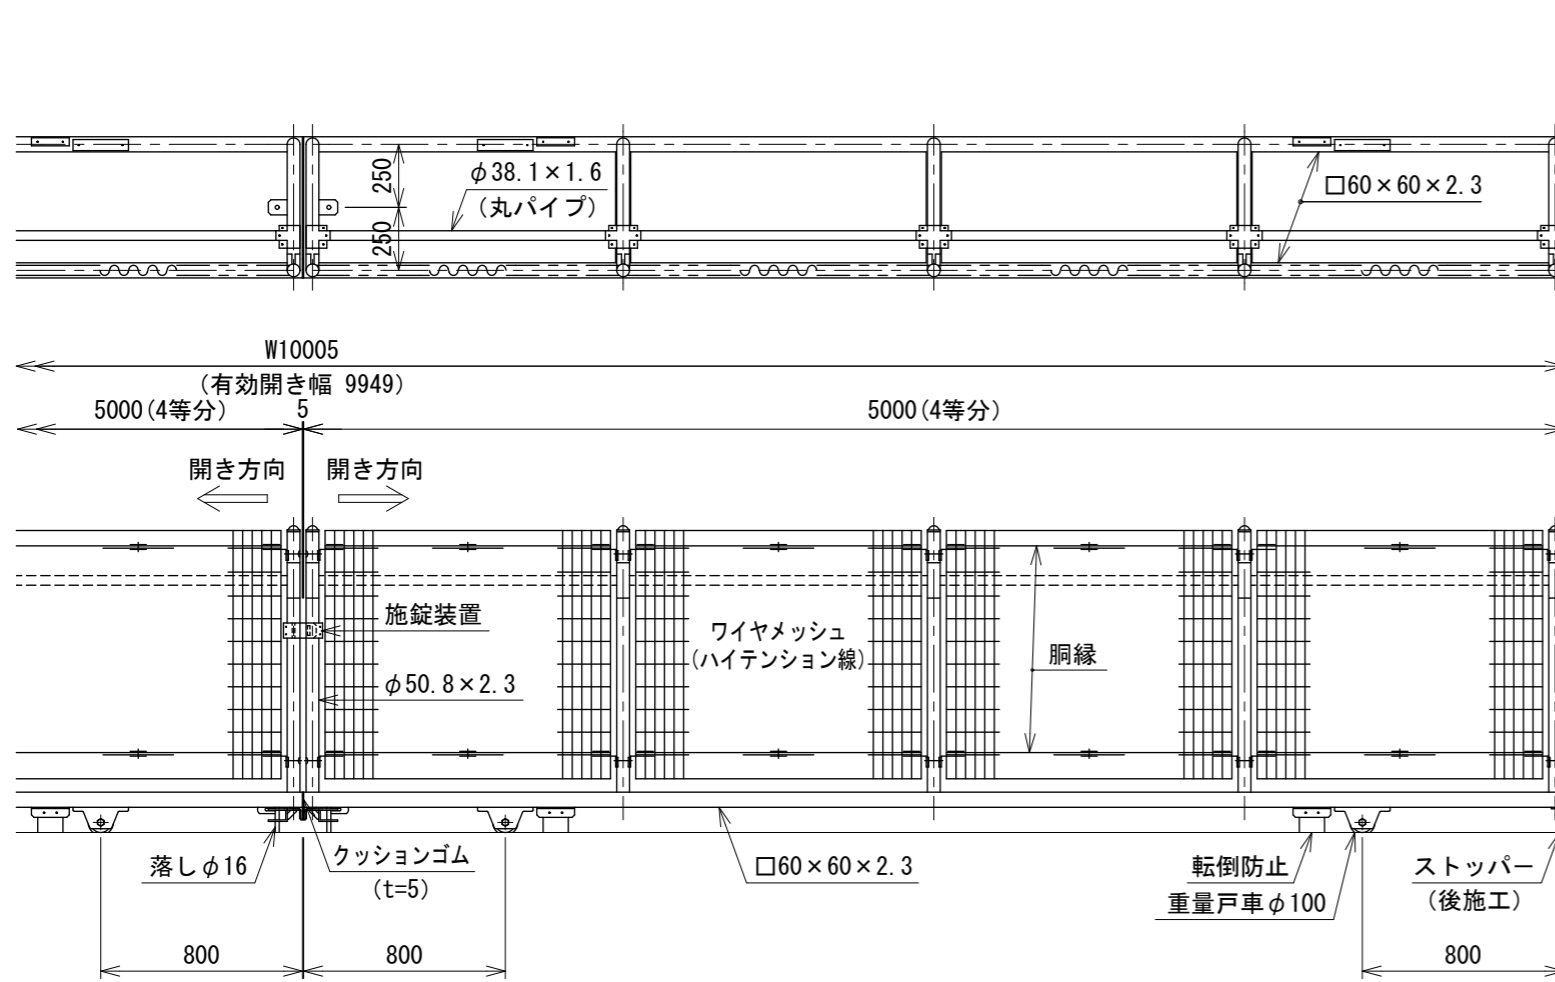 250
φ38.1×1.6
(丸パイプ)
250
□60×60×2.3
W10005
(有効開き幅 9949)
5000(4等分)
5
5000(4等分)
開き方向
開き方向
施錠装置
ワイヤメッシュ
(ハイテンション線)
胴縁
φ50.8×2.3
落しφ16
クッションゴム
(t=5)
□60×60×2.3
転倒防止
重量戸車φ100
ストッパー
(後施工)
800
800
800